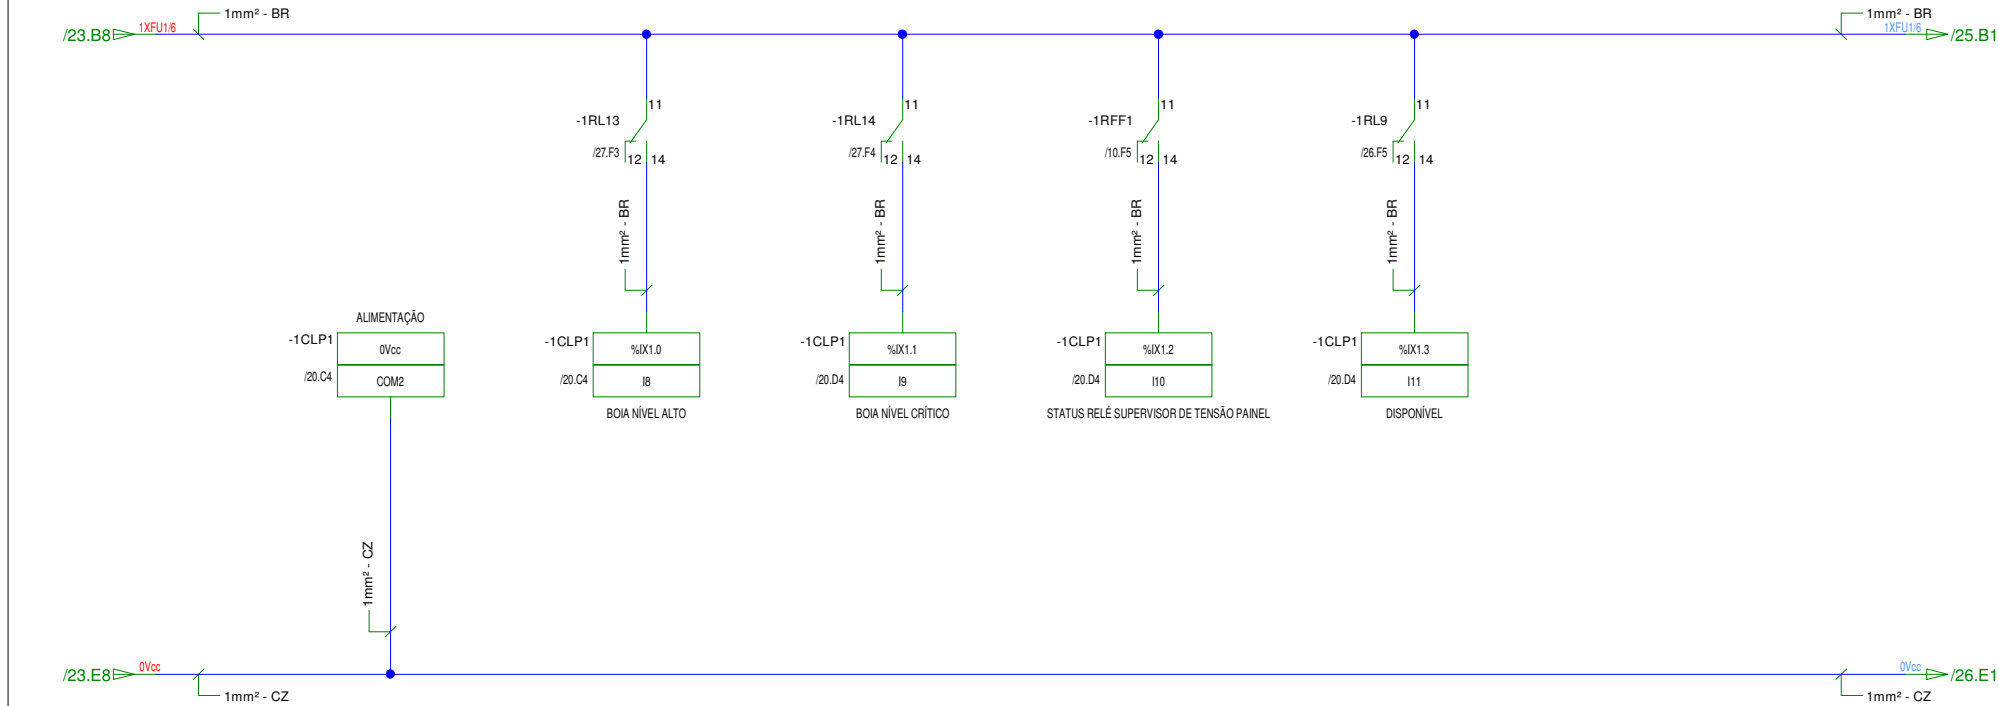 1mm² - BR
1mm² - BR
/23.B8
1XFU1/6
1XFU1/6
/25.B1
11
11
11
11
-1RL13
-1RL14
-1RFF1
-1RL9
/27.F3
12
14
/27.F4
12
14
/10.F5
12
14
/26.F5
12
14
1mm² - BR
1mm² - BR
1mm² - BR
1mm² - BR
ALIMENTAÇÃO
-1CLP1
0Vcc
-1CLP1
%IX1.0
-1CLP1
%IX1.1
-1CLP1
%IX1.2
-1CLP1
%IX1.3
/20.C4
COM2
/20.C4
I8
/20.D4
I9
/20.D4
I10
/20.D4
I11
BOIA NÍVEL ALTO
BOIA NÍVEL CRÍTICO
STATUS RELÉ SUPERVISOR DE TENSÃO PAINEL
DISPONÍVEL
1mm² - CZ
/23.E8
0Vcc
0Vcc
/26.E1
1mm² - CZ
1mm² - CZ